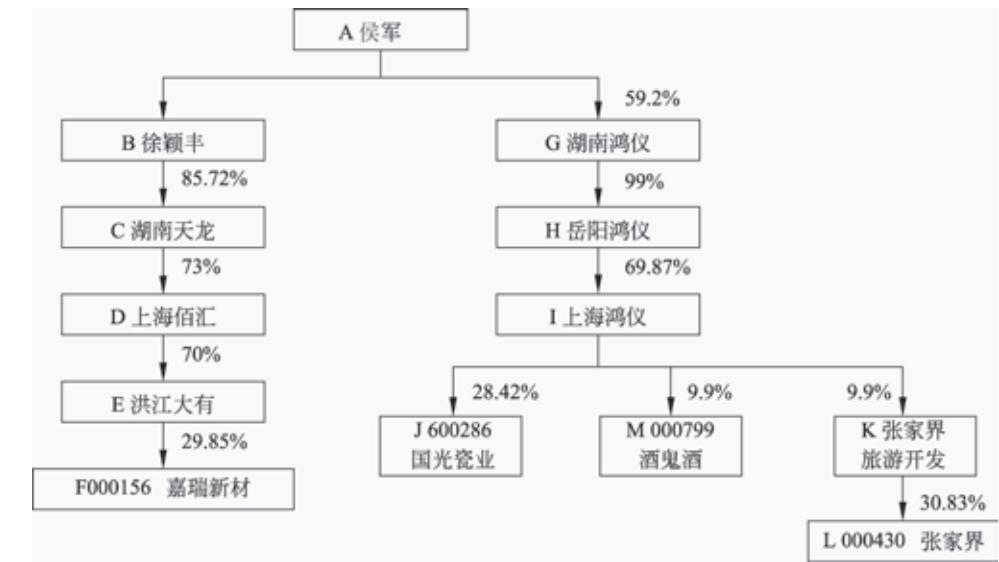 A 侯军
59.2%
B 徐颖丰
G 湖南鸿仪
85.72%
99%
C 湖南天龙
H 岳阳鸿仪
73%
69.87%
D 上海佰汇
I 上海鸿仪
70%
28.42%
9.9%
9.9%
E 洪江大有
J 600286
国光瓷业
M 000799
酒鬼酒
K 张家界
旅游开发
29.85%
F000156 嘉瑞新材
30.83%
L 000430 张家界